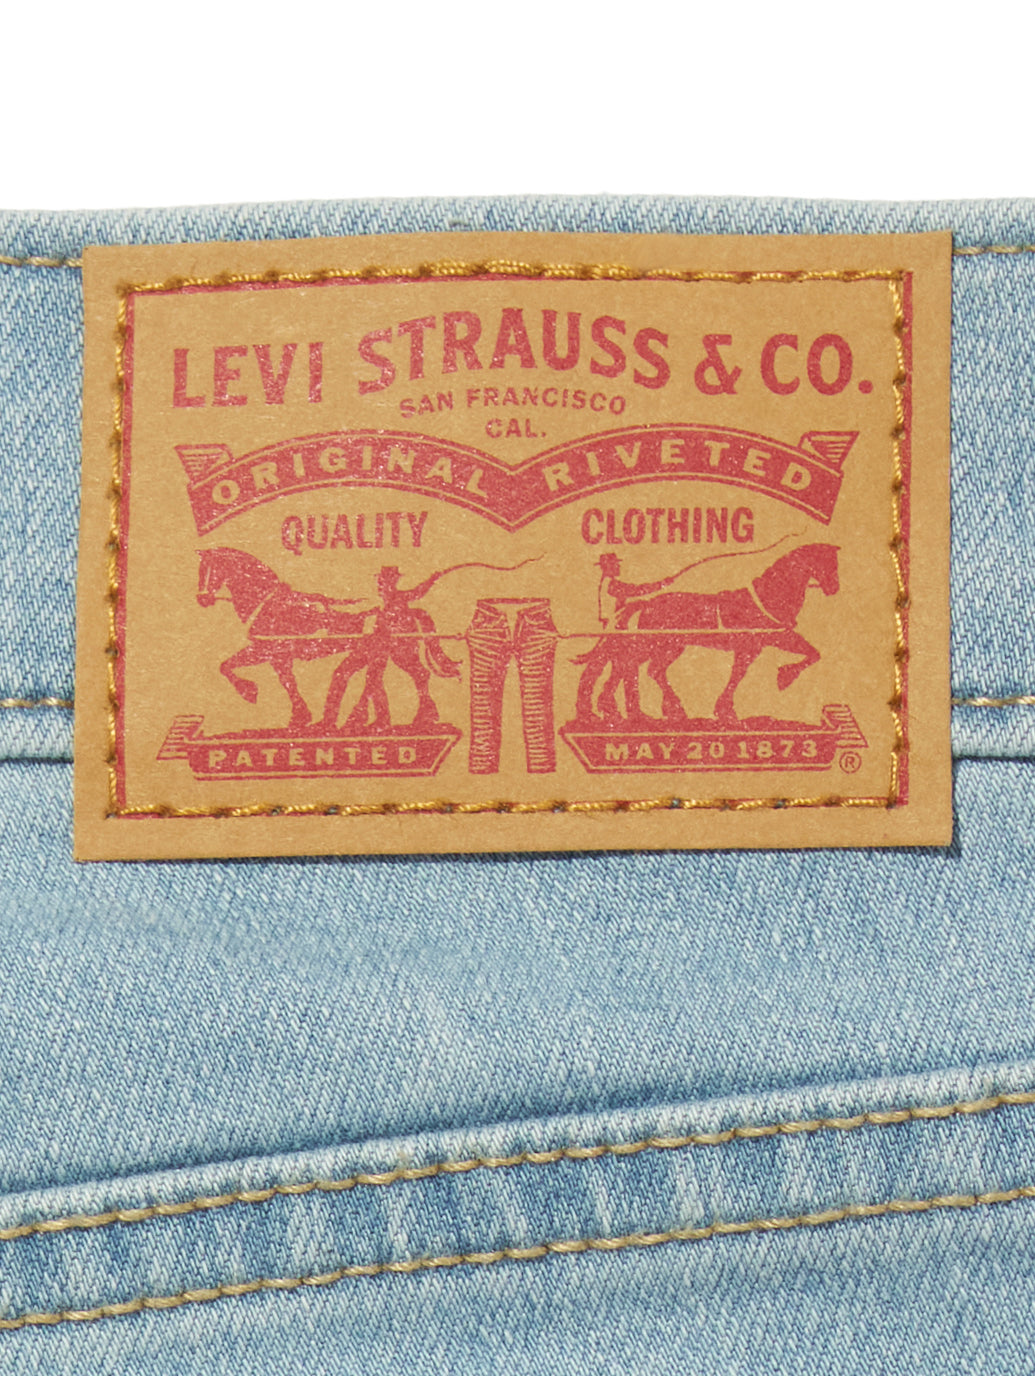 LEVI STRAUSS & CO.
SAN FRANCISCO
CAL.
ORIGINAL RIVETED
QUALITY CLOTHING
PATENTED MAY 20 1873 ®